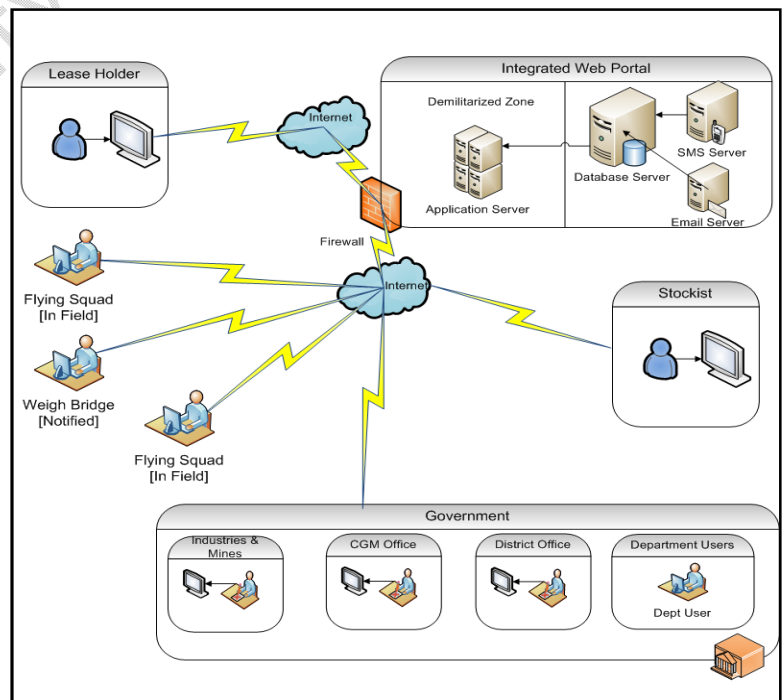 Lease Holder
Integrated Web Portal
Internet
Demilitarized Zone
SMS Server
Database Server
Application Server
Email Server
Firewall
Internet
Flying Squad
[In Field]
Stockist
Weigh Bridge
[Notified]
Flying Squad
[In Field]
Government
Industries &
Mines
CGM Office
District Office
Department Users
Dept User